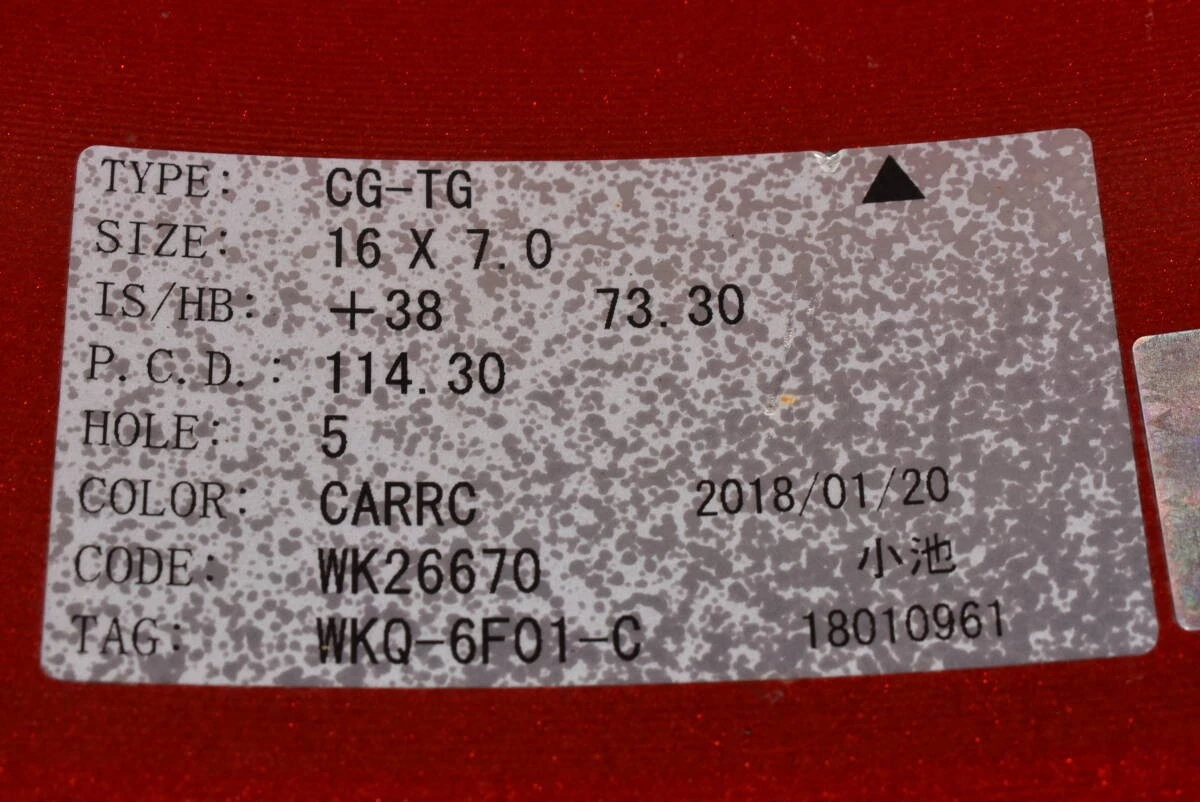 TYPE: CG-TG
SIZE: 16 X 7.0
IS/HB: +38 73.30
P.C.D.: 114.30
HOLE: 5
COLOR: CARRC 2018/01/20
CODE: WK26670 小池
TAG: WKQ-6F01-C 18010961